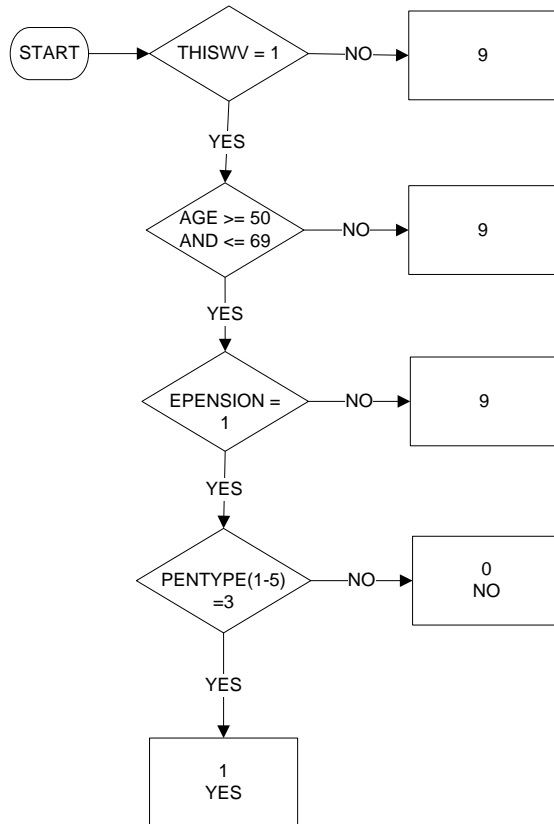 START
THISWV = 1
NO
9
YES
AGE >= 50
AND <= 69
NO
9
YES
EPENSION =
1
NO
9
YES
PENTYPE(1-5)
=3
NO
0
NO
YES
1
YES